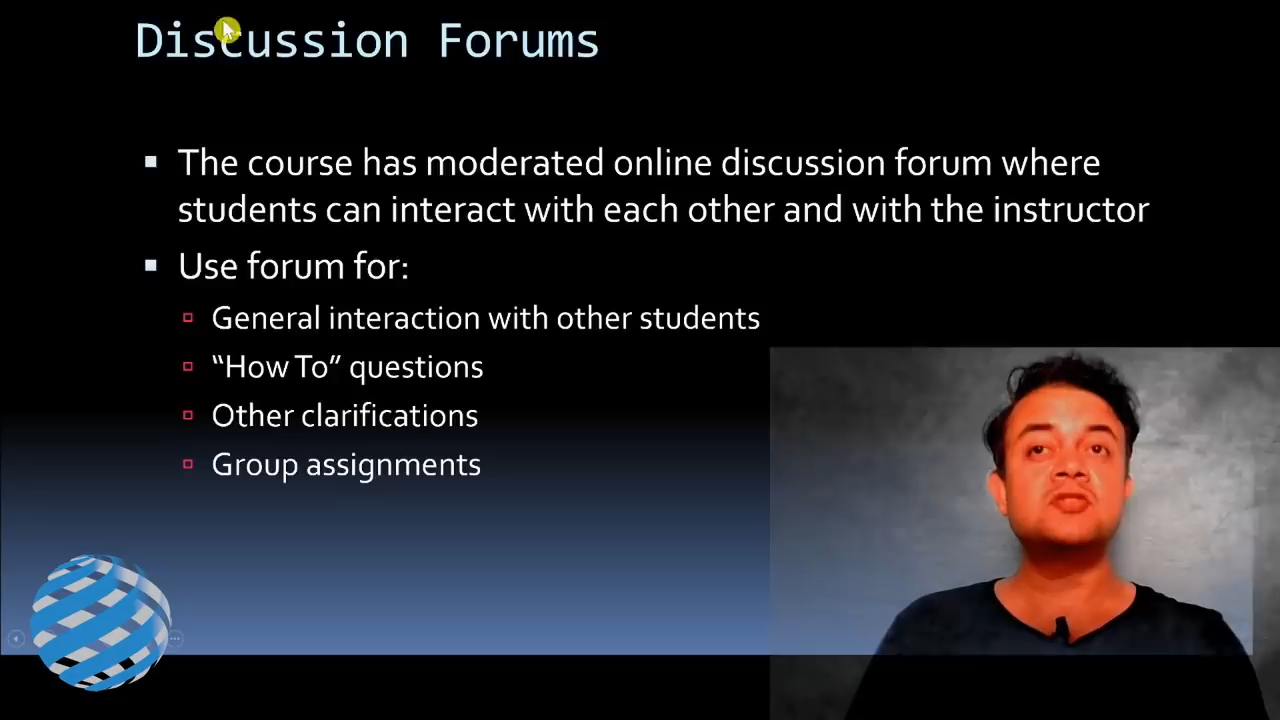 Discussion Forums
The course has moderated online discussion forum where
students can interact with each other and with the instructor
Use forum for:
General interaction with other students
“How To” questions
Other clarifications
Group assignments